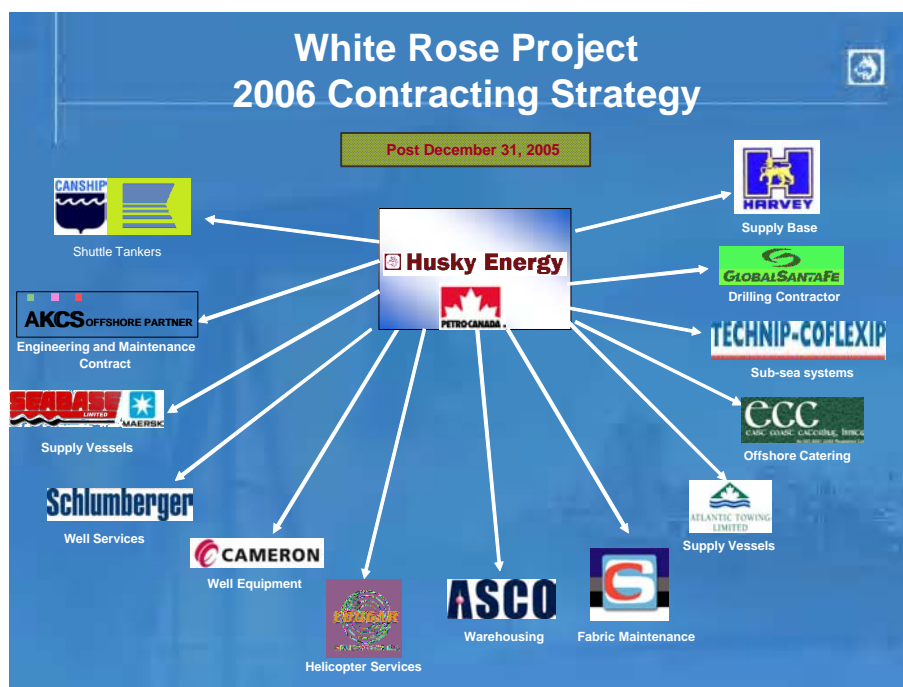 White Rose Project
2006 Contracting Strategy
Post December 31, 2005
CANSHIP
Shuttle Tankers
HARVEY
Supply Base
Husky Energy
PETRO-CANADA
GLOBALSANTAFE
Drilling Contractor
AKCS OFFSHORE PARTNER
Engineering and Maintenance
Contract
TECHNIP-COFLEXIP
Sub-sea systems
SEABASE
LIMITED
MAERSK
Supply Vessels
ecc
Offshore Catering
Schlumberger
Well Services
ATLANTIC TOWING
LIMITED
Supply Vessels
CAMERON
Well Equipment
COUGAR
Helicopter Services
ASCO
Warehousing
Fabric Maintenance